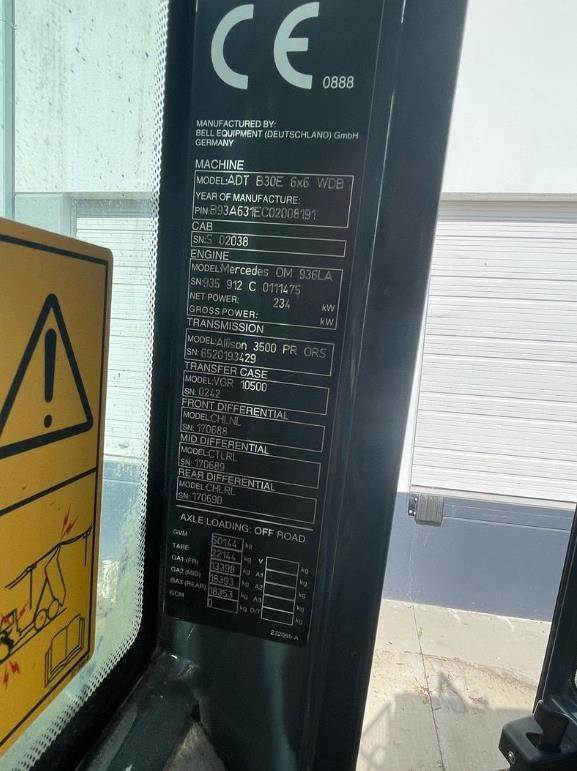 CE
0888
MANUFACTURED BY:
BELL EQUIPMENT (DEUTSCHLAND) GmbH
GERMANY
MACHINE
MODEL:ADT B30E 6x6 WDB
YEAR OF MANUFACTURE:
PIN:B93A631EC02008191
CAB
SN:S 02038
ENGINE
MODEL:Mercedes OM 936LA
SN:935 912 C 0111475
NET POWER: 234 kW
GROSS POWER: kW
TRANSMISSION
MODEL:Allison 3500 PR ORS
SN: 6520193429
TRANSFER CASE
MODEL:VGR 10500
SN: 0242
FRONT DIFFERENTIAL
MODEL:CHLNL
SN: 170688
MID DIFFERENTIAL
MODEL:CTLRL
SN: 170689
REAR DIFFERENTIAL
MODEL:CHLRL
SN: 170690
AXLE LOADING: OFF ROAD
GVM 50144 kg
TARE 22144 kg V
GA1 (FR) 13398 kg A1
GA2 (MID) 18393 kg A2
GA3 (REAR) 18353 kg A3
GCM kg D/T